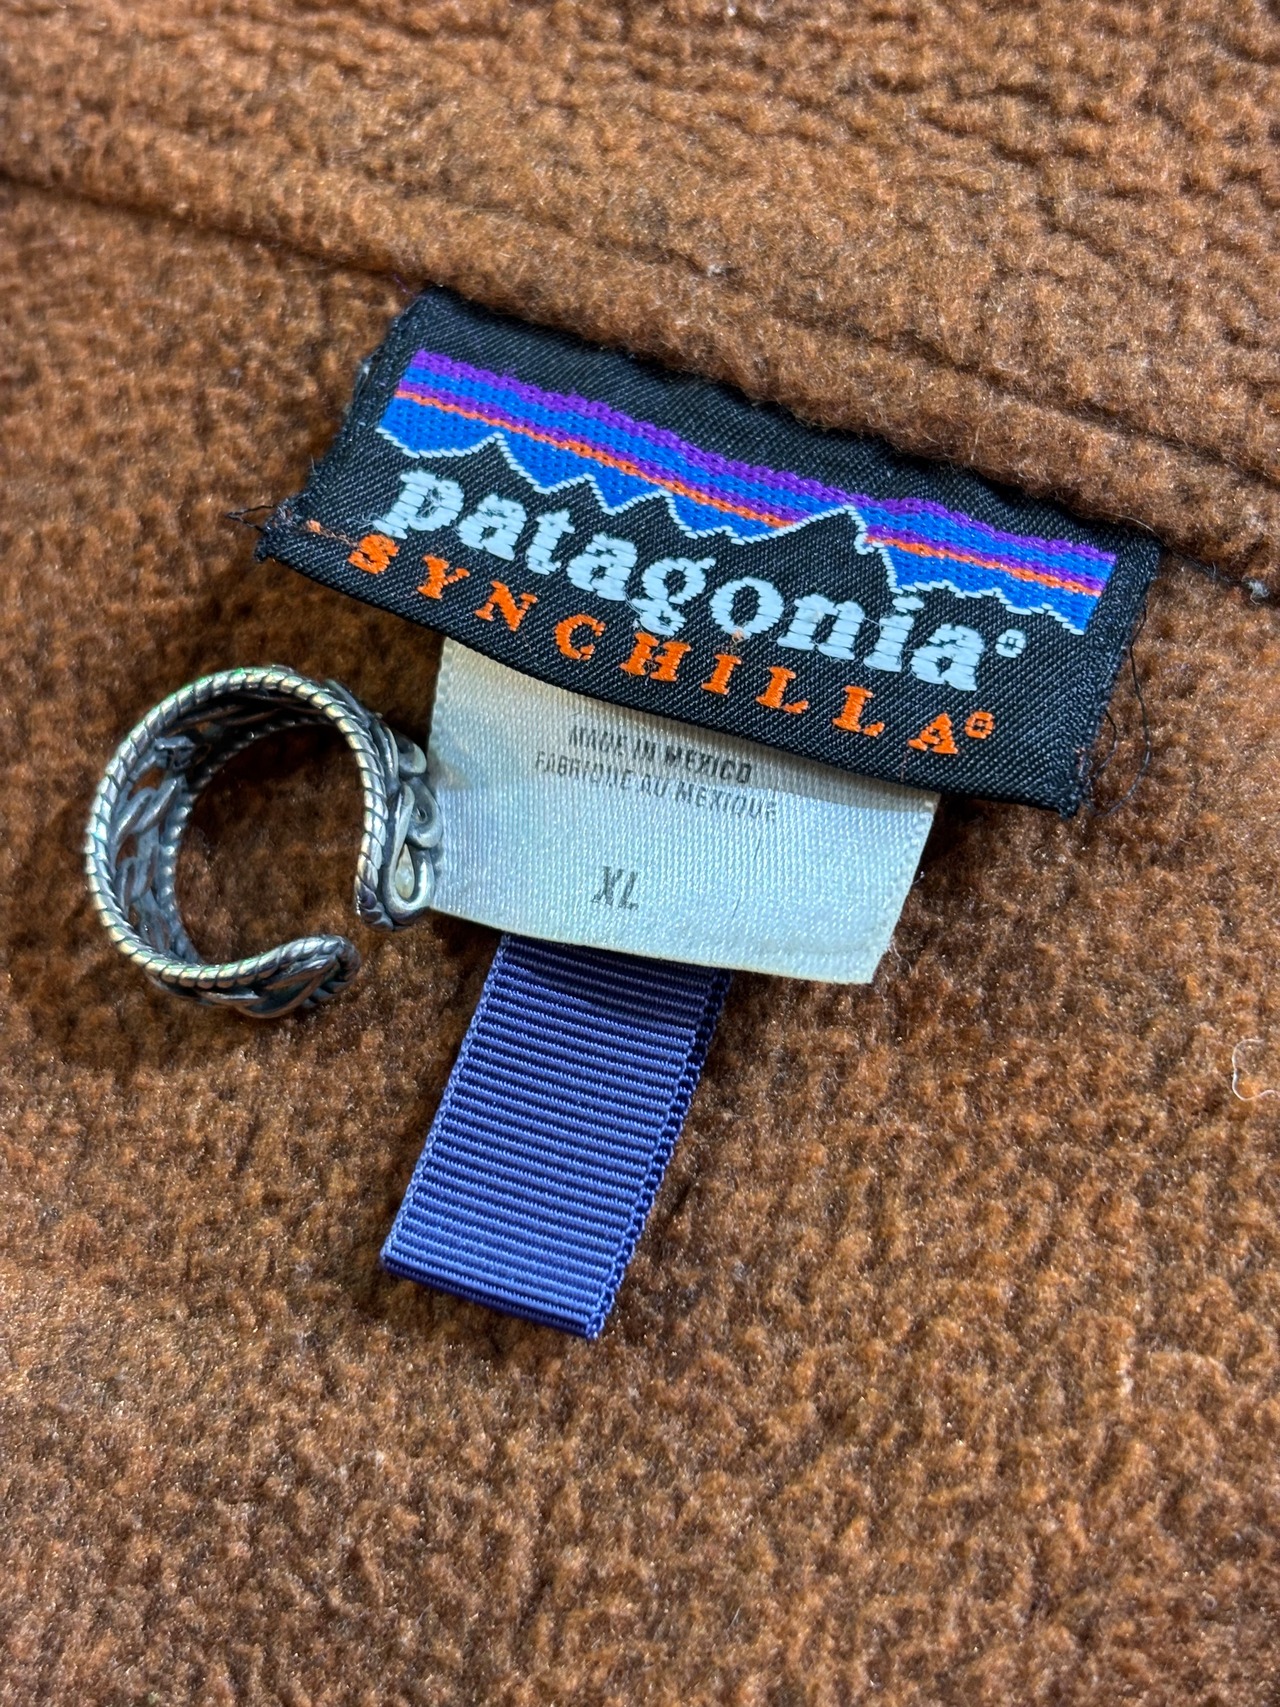 patagonia®
SYNCHILLA®
MADE IN MEXICO
FABRIQUE AU MEXIQUE
XL